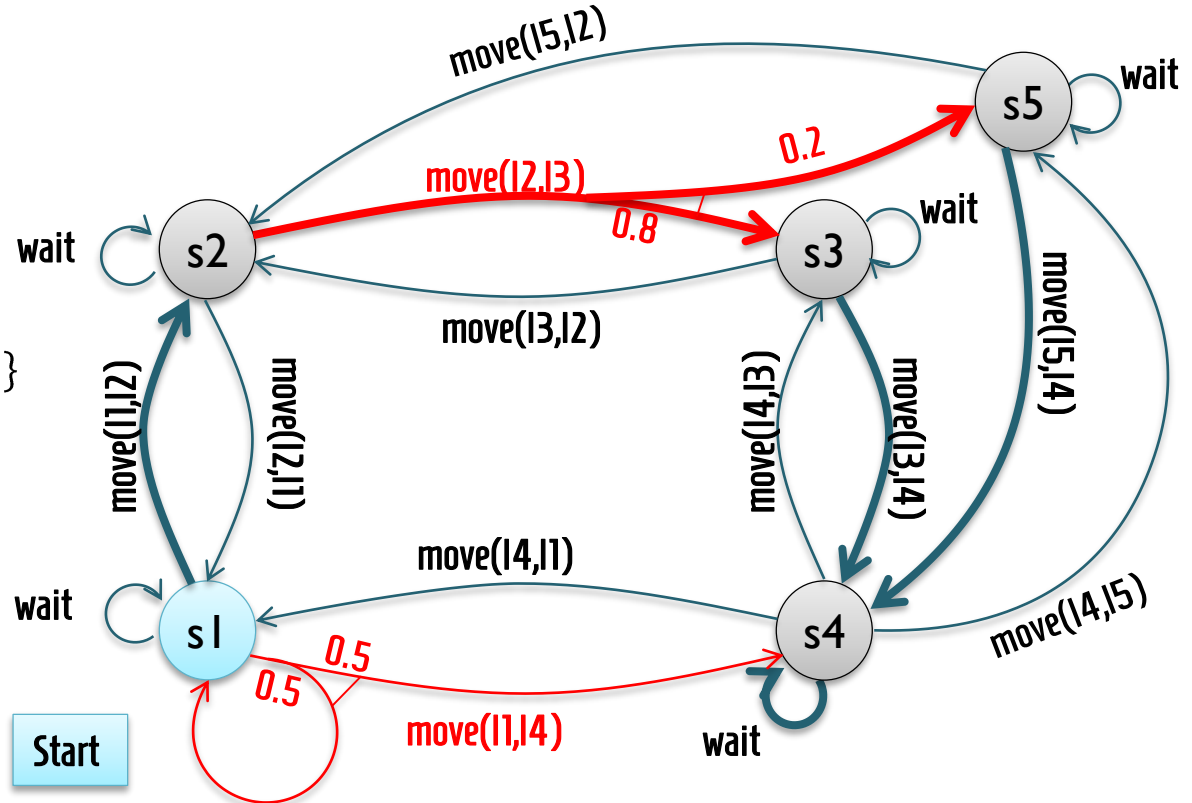 move(l5,l2)
wait
s5
0.2
move(l2,l3)
0.8
wait
wait
s2
s3
move(l3,l2)
move(l5,l4)
}
move(l1,l2)
move(l2,l1)
move(l4,l3)
move(l3,l4)
move(l4,l1)
wait
s1
s4
move(l4,l5)
0.5
0.5
move(l1,l4)
wait
Start